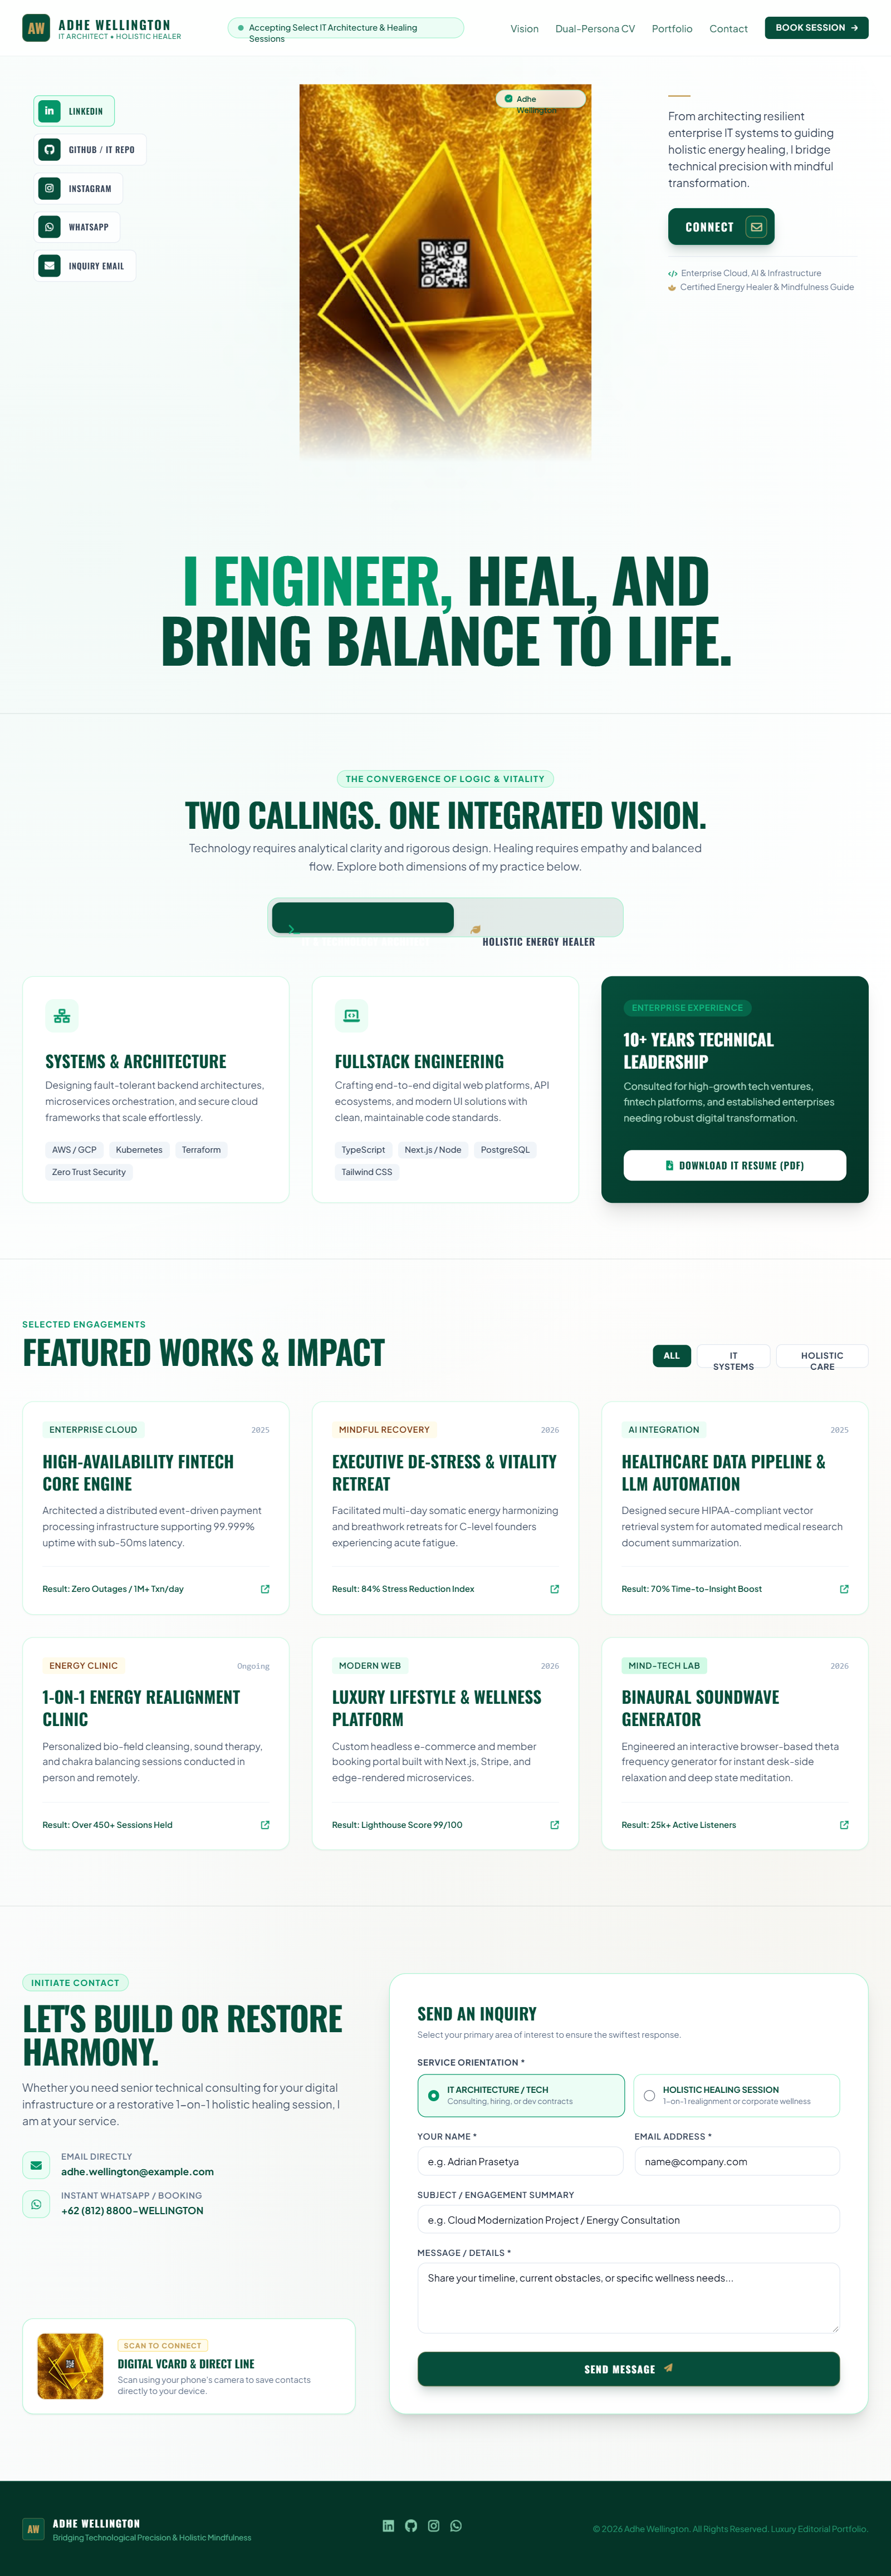 AW
ADHE WELLINGTON
IT ARCHITECT • HOLISTIC HEALER
Accepting Select IT Architecture & Healing
Sessions
Vision
Dual-Persona CV
Portfolio
Contact
BOOK SESSION
LINKEDIN
GITHUB / IT REPO
INSTAGRAM
WHATSAPP
INQUIRY EMAIL
Adhe
Wellington
From architecting resilient
enterprise IT systems to guiding
holistic energy healing, I bridge
technical precision with mindful
transformation.
CONNECT
Enterprise Cloud, AI & Infrastructure
Certified Energy Healer & Mindfulness Guide
I ENGINEER, HEAL, AND
BRING BALANCE TO LIFE.
THE CONVERGENCE OF LOGIC & VITALITY
TWO CALLINGS. ONE INTEGRATED VISION.
Technology requires analytical clarity and rigorous design. Healing requires empathy and balanced
flow. Explore both dimensions of my practice below.
HOLISTIC ENERGY HEALER
SYSTEMS & ARCHITECTURE
Designing fault-tolerant backend architectures,
microservices orchestration, and secure cloud
frameworks that scale effortlessly.
AWS / GCP
Kubernetes
Terraform
Zero Trust Security
FULLSTACK ENGINEERING
Crafting end-to-end digital web platforms, API
ecosystems, and modern UI solutions with
clean, maintainable code standards.
TypeScript
Next.js / Node
PostgreSQL
Tailwind CSS
ENTERPRISE EXPERIENCE
10+ YEARS TECHNICAL
LEADERSHIP
Consulted for high-growth tech ventures,
fintech platforms, and established enterprises
needing robust digital transformation.
DOWNLOAD IT RESUME (PDF)
SELECTED ENGAGEMENTS
FEATURED WORKS & IMPACT
ALL
IT
SYSTEMS
HOLISTIC
CARE
ENTERPRISE CLOUD
2025
HIGH-AVAILABILITY FINTECH
CORE ENGINE
Architected a distributed event-driven payment
processing infrastructure supporting 99.999%
uptime with sub-50ms latency.
Result: Zero Outages / 1M+ Txn/day
MINDFUL RECOVERY
2026
EXECUTIVE DE-STRESS & VITALITY
RETREAT
Facilitated multi-day somatic energy harmonizing
and breathwork retreats for C-level founders
experiencing acute fatigue.
Result: 84% Stress Reduction Index
AI INTEGRATION
2025
HEALTHCARE DATA PIPELINE &
LLM AUTOMATION
Designed secure HIPAA-compliant vector
retrieval system for automated medical research
document summarization.
Result: 70% Time-to-Insight Boost
ENERGY CLINIC
Ongoing
1-ON-1 ENERGY REALIGNMENT
CLINIC
Personalized bio-field cleansing, sound therapy,
and chakra balancing sessions conducted in
person and remotely.
Result: Over 450+ Sessions Held
MODERN WEB
2026
LUXURY LIFESTYLE & WELLNESS
PLATFORM
Custom headless e-commerce and member
booking portal built with Next.js, Stripe, and
edge-rendered microservices.
Result: Lighthouse Score 99/100
MIND-TECH LAB
2026
BINAURAL SOUNDWAVE
GENERATOR
Engineered an interactive browser-based theta
frequency generator for instant desk-side
relaxation and deep state meditation.
Result: 25k+ Active Listeners
INITIATE CONTACT
LET'S BUILD OR RESTORE
HARMONY.
Whether you need senior technical consulting for your digital
infrastructure or a restorative 1-on-1 holistic healing session, I
am at your service.
EMAIL DIRECTLY
adhe.wellington@example.com
INSTANT WHATSAPP / BOOKING
+62 (812) 8800-WELLINGTON
SCAN TO CONNECT
DIGITAL VCARD & DIRECT LINE
Scan using your phone's camera to save contacts
directly to your device.
SEND AN INQUIRY
Select your primary area of interest to ensure the swiftest response.
SERVICE ORIENTATION *
IT ARCHITECTURE / TECH
Consulting, hiring, or dev contracts
HOLISTIC HEALING SESSION
1-on-1 realignment or corporate wellness
YOUR NAME *
EMAIL ADDRESS *
e.g. Adrian Prasetya
name@company.com
SUBJECT / ENGAGEMENT SUMMARY
e.g. Cloud Modernization Project / Energy Consultation
MESSAGE / DETAILS *
Share your timeline, current obstacles, or specific wellness needs...
SEND MESSAGE
AW
ADHE WELLINGTON
Bridging Technological Precision & Holistic Mindfulness
© 2026 Adhe Wellington. All Rights Reserved. Luxury Editorial Portfolio.